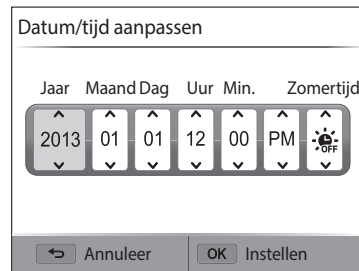 Datum/tijd aanpassen
Jaar Maand Dag Uur Min. Zomertijd
2013 01 01 12 00 PM OFF
Annuleer OK Instellen